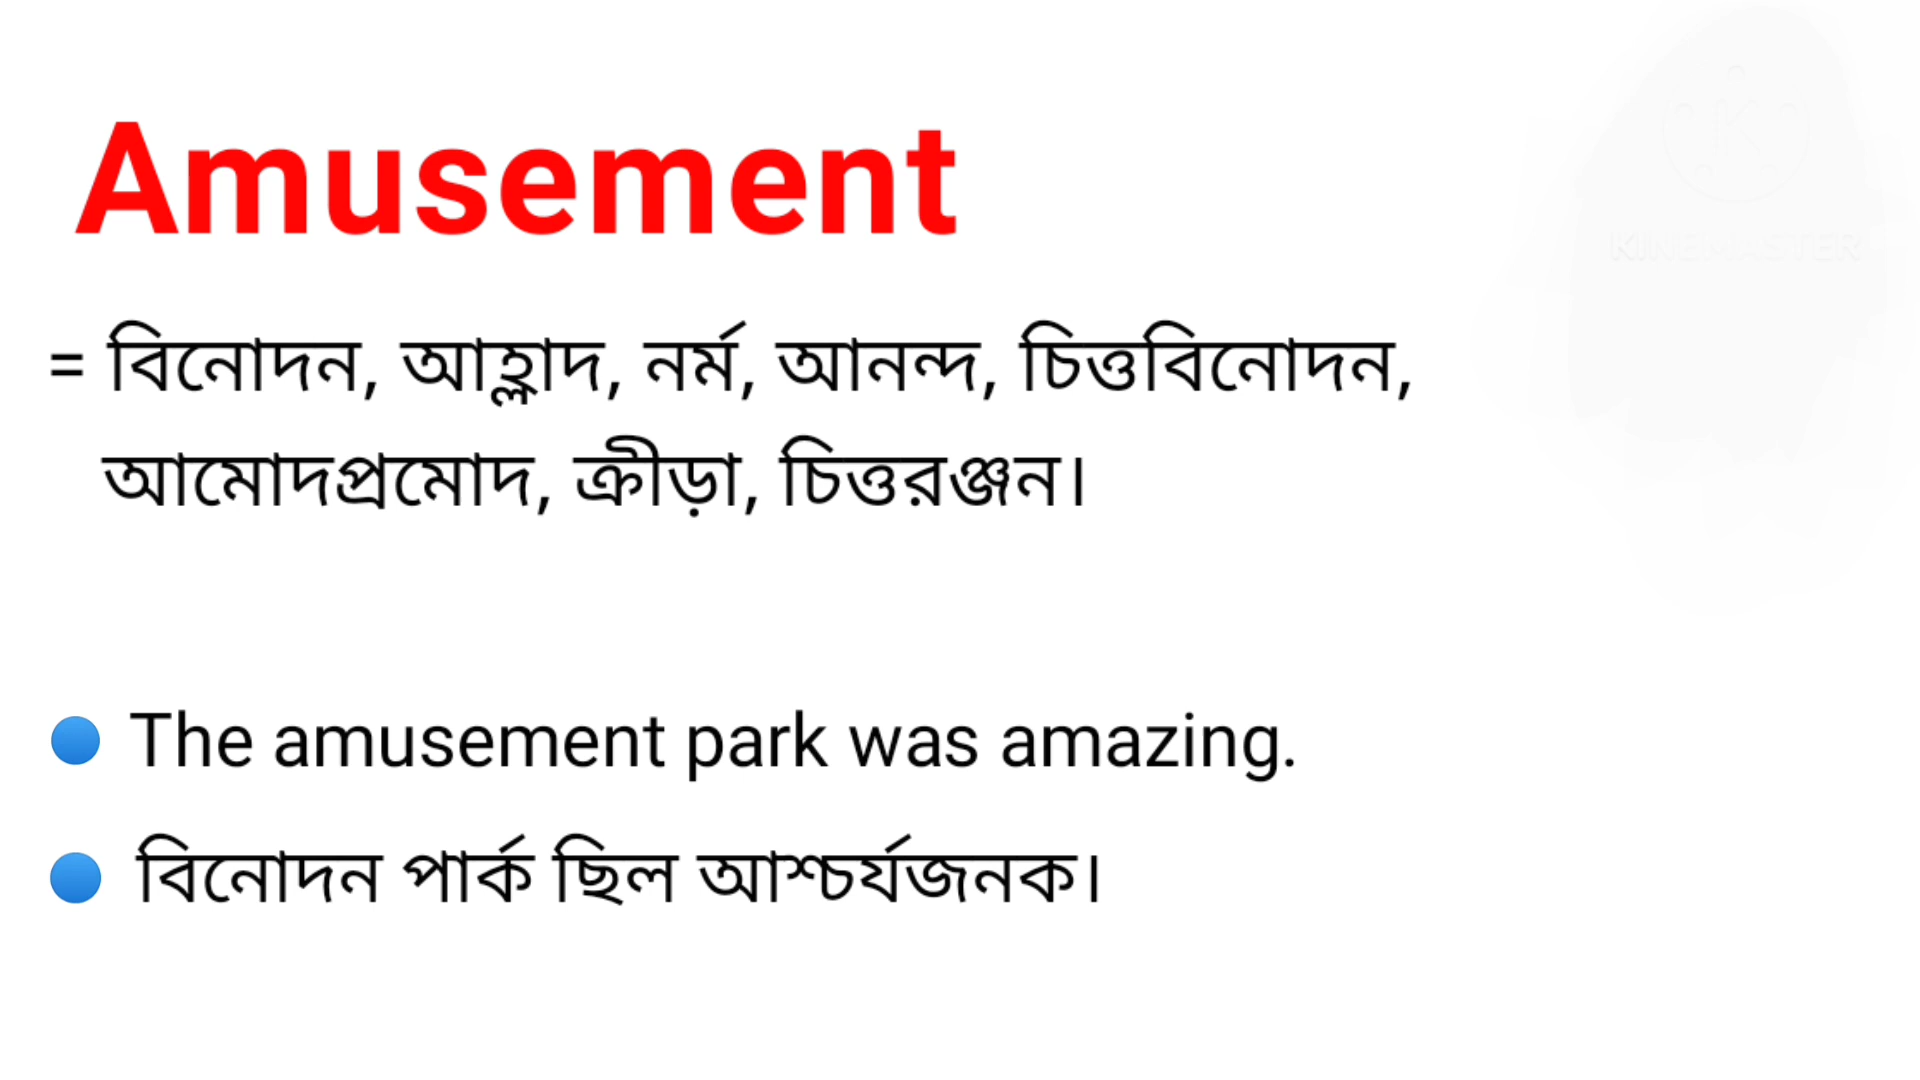 Amusement
= বিনোদন, আহ্লাদ, নর্ম, আনন্দ, চিত্তবিনোদন,
আমোদপ্রমোদ, ক্রীড়া, চিত্তরঞ্জন।
The amusement park was amazing.
বিনোদন পার্ক ছিল আশ্চর্যজনক।
KINEMASTER